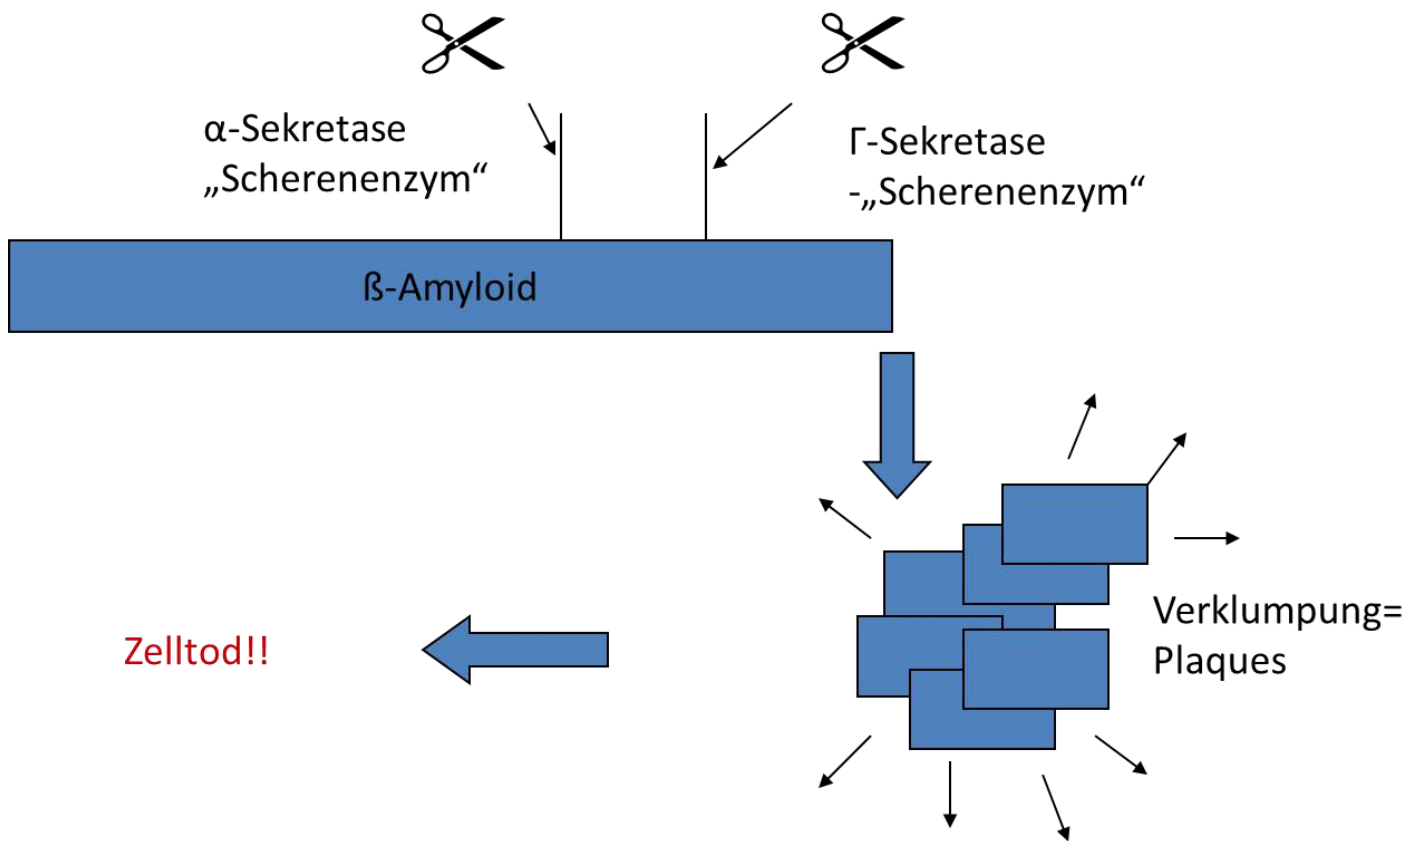 α-Sekretase
„Scherenenzym“
Γ-Sekretase
-„Scherenenzym“
ß-Amyloid
Verklumpung=
Plaques
Zelltod!!